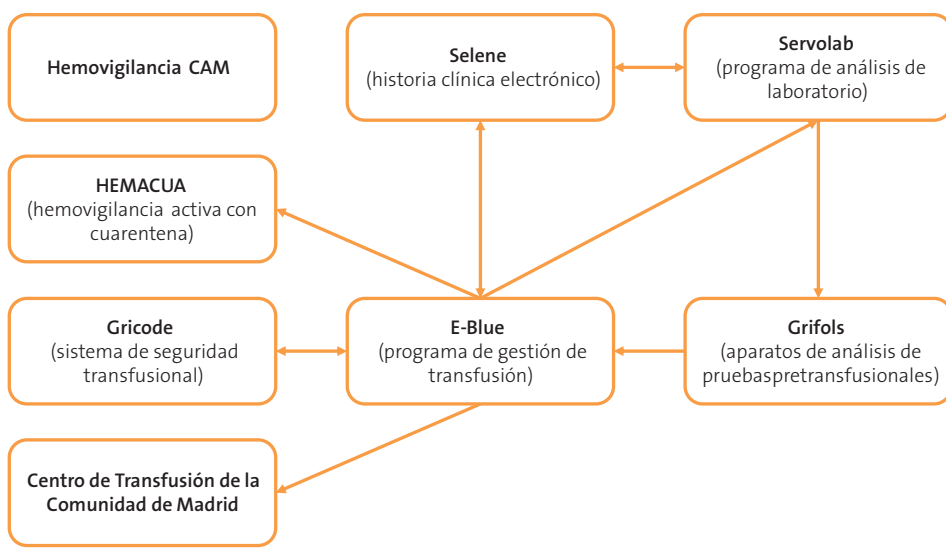 Hemovigilancia CAM
Selene
(historia clínica electrónico)
Servolab
(programa de análisis de
laboratorio)
HEMACUA
(hemovigilancia activa con
cuarentena)
Gricode
(sistema de seguridad
transfusional)
E-Blue
(programa de gestión de
transfusión)
Grifols
(aparatos de análisis de
pruebaspretransfusionales)
Centro de Transfusión de la
Comunidad de Madrid